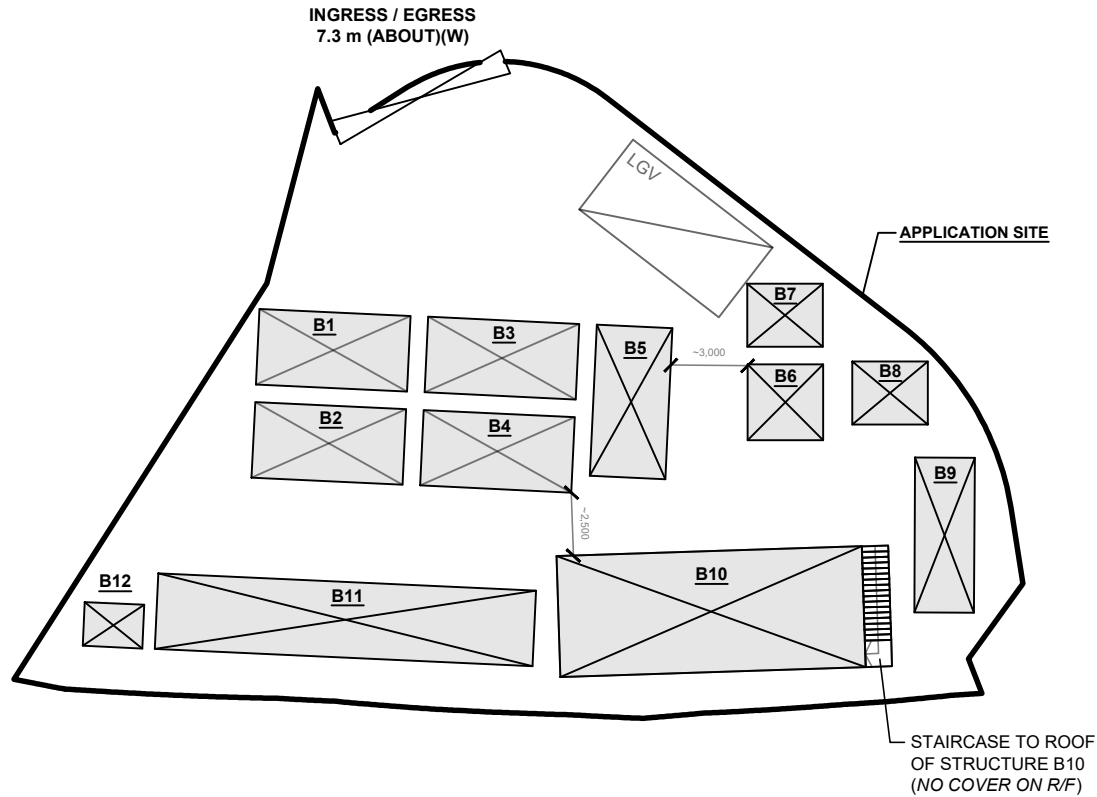 INGRESS / EGRESS
7.3 m (ABOUT)(W)
LGV
APPLICATION SITE
B7
B1
B3
B5
~3,000
B6
B8
B2
B4
B9
~2,500
B12
B11
B10
STAIRCASE TO ROOF
OF STRUCTURE B10
(NO COVER ON R/F)